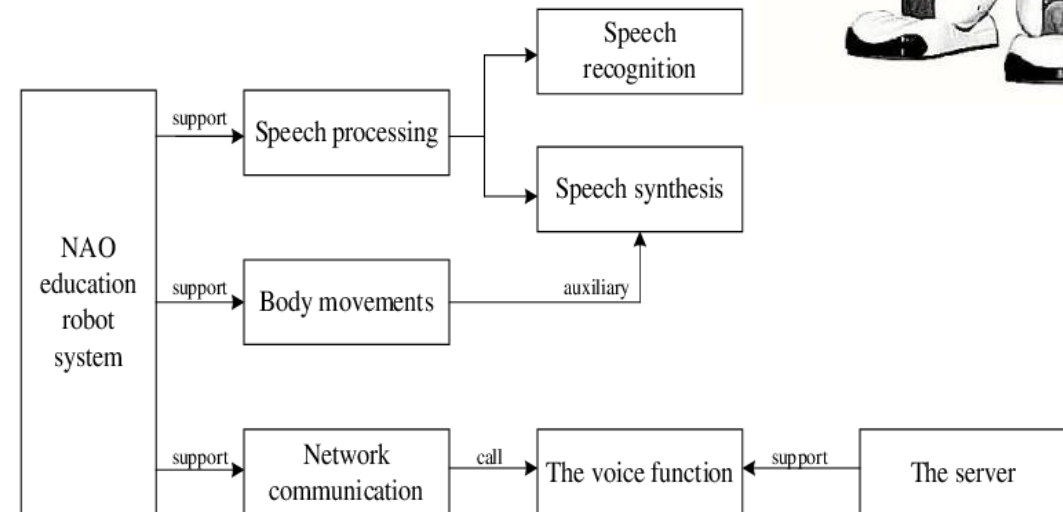 Speech
recognition
support
Speech processing
Speech synthesis
NAO
education
robot
system
support
Body movements
auxiliary
support
Network
communication
call
The voice function
support
The server